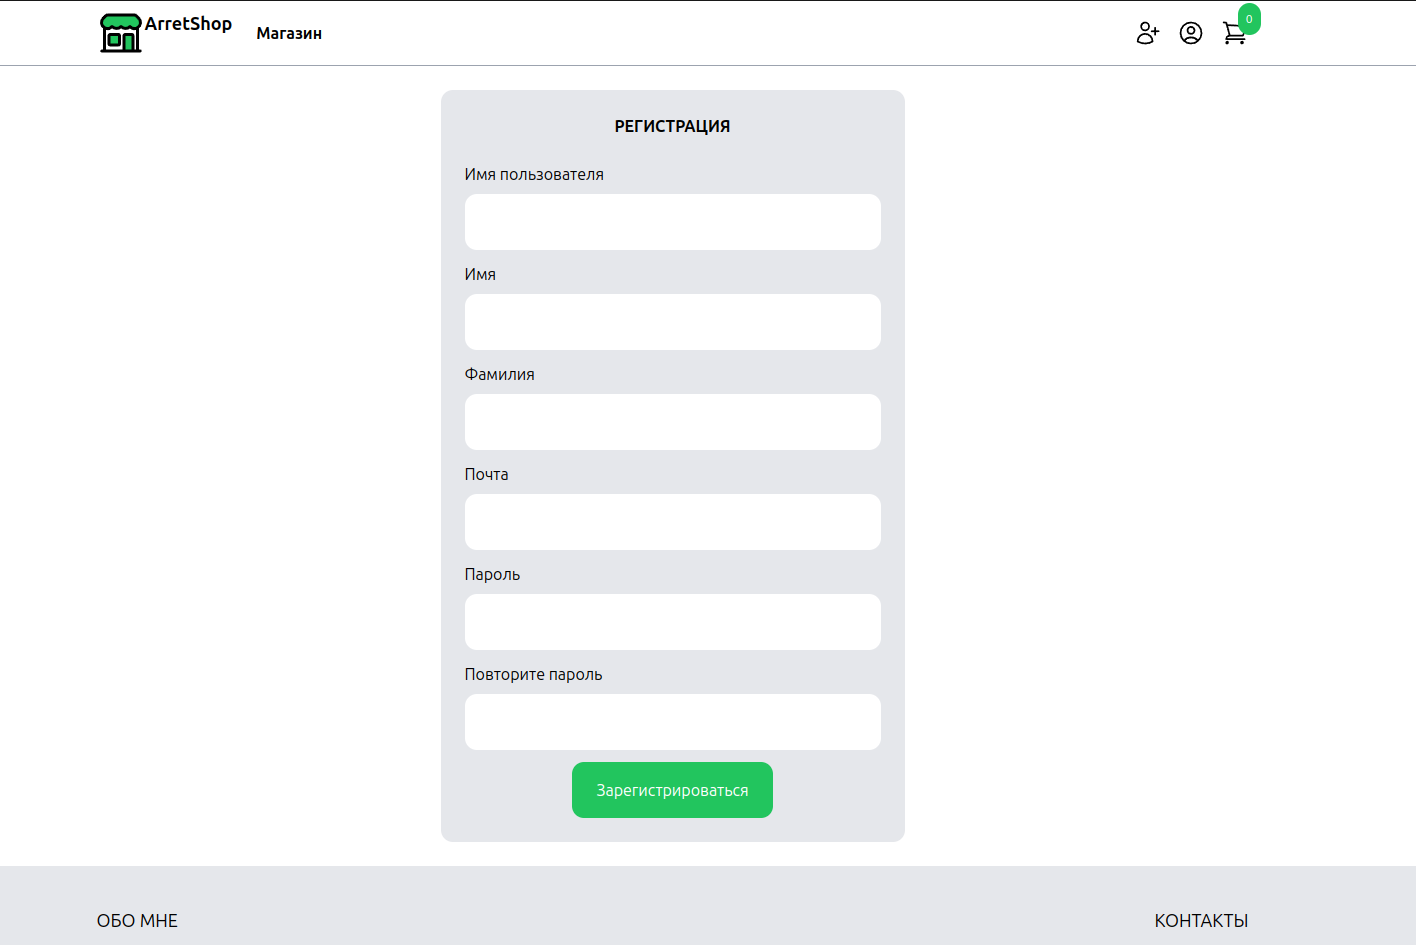 ArretShop
Магазин
0
РЕГИСТРАЦИЯ
Имя пользователя
Имя
Фамилия
Почта
Пароль
Повторите пароль
Зарегистрироваться
ОБО МНЕ
КОНТАКТЫ